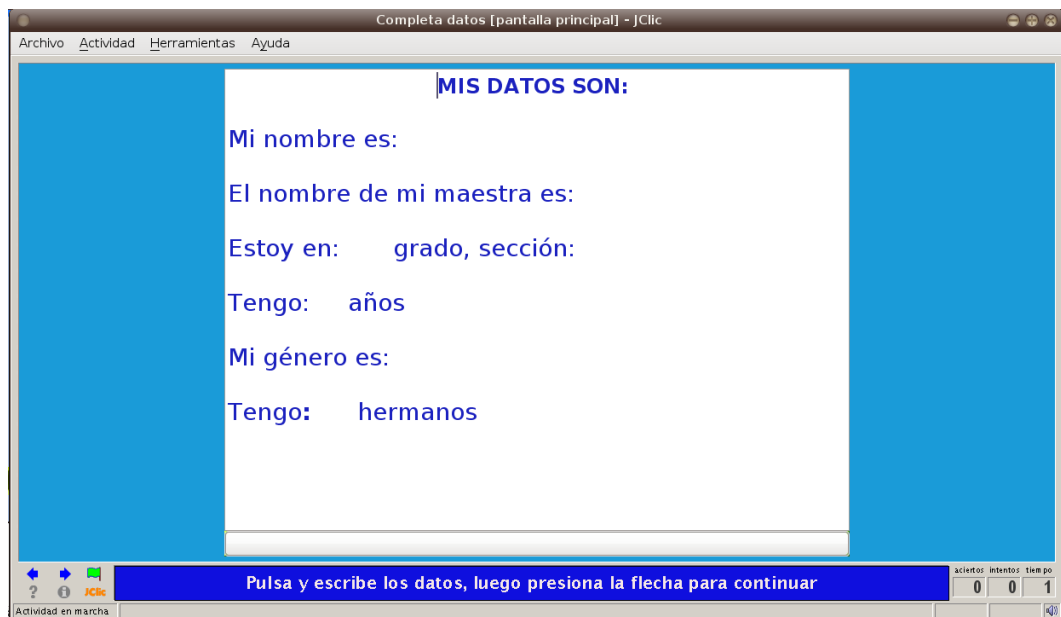 Completa datos [pantalla principal] - JClic
Archivo Actividad Herramientas Ayuda
MIS DATOS SON:
Mi nombre es:
El nombre de mi maestra es:
Estoy en: grado, sección:
Tengo: años
Mi género es:
Tengo: hermanos
Pulsa y escribe los datos, luego presiona la flecha para continuar
aciertos intentos tiempo
? i JClic
0 0 1
Actividad en marcha